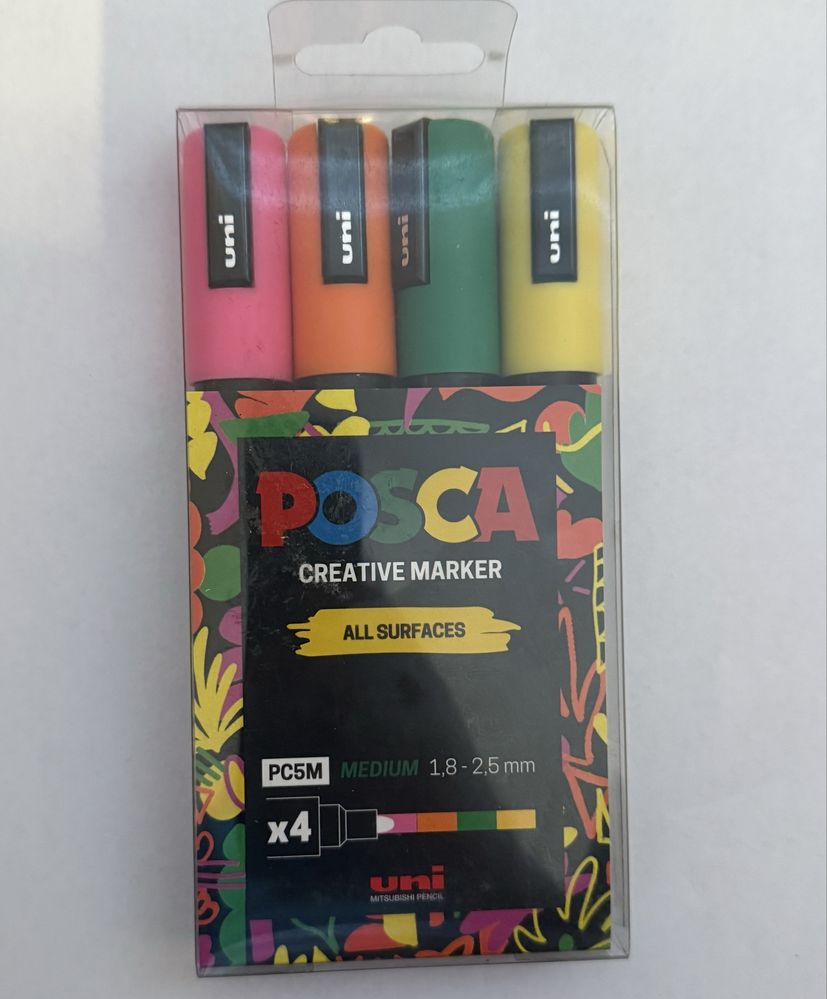 uni
uni
uni
uni
POSCA
CREATIVE MARKER
ALL SURFACES
PC5M MEDIUM 1,8 - 2,5 mm
x4
uni
MITSUBISHI PENCIL